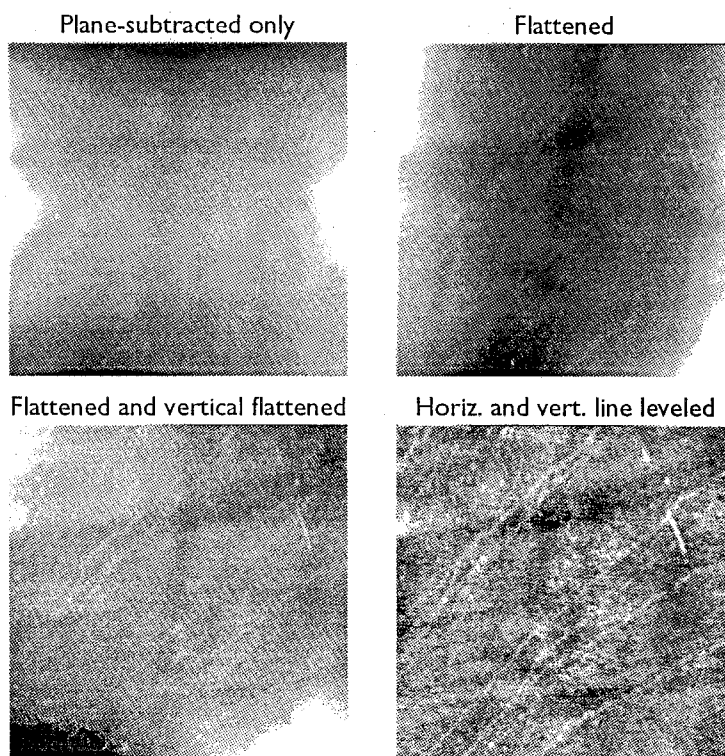 Plane-subtracted only
Flattened
Flattened and vertical flattened
Horiz. and vert. line leveled